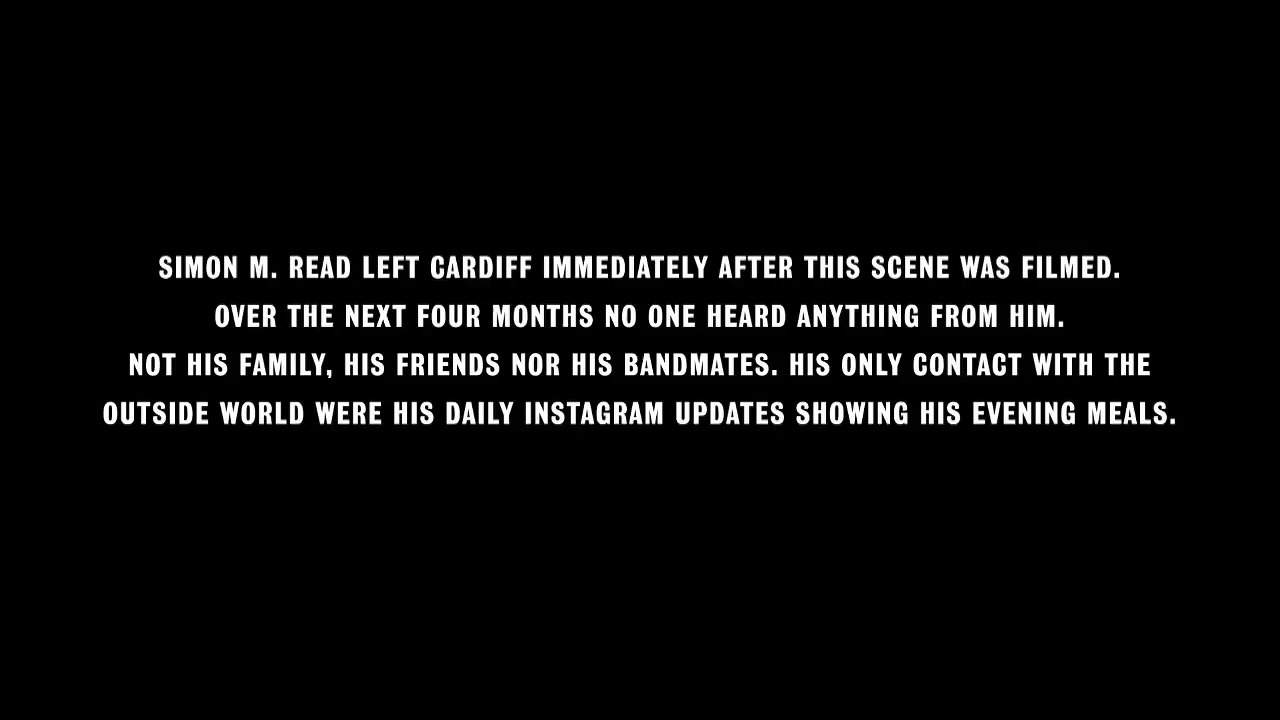 SIMON M. READ LEFT CARDIFF IMMEDIATELY AFTER THIS SCENE WAS FILMED.
OVER THE NEXT FOUR MONTHS NO ONE HEARD ANYTHING FROM HIM.
NOT HIS FAMILY, HIS FRIENDS NOR HIS BANDMATES. HIS ONLY CONTACT WITH THE
OUTSIDE WORLD WERE HIS DAILY INSTAGRAM UPDATES SHOWING HIS EVENING MEALS.